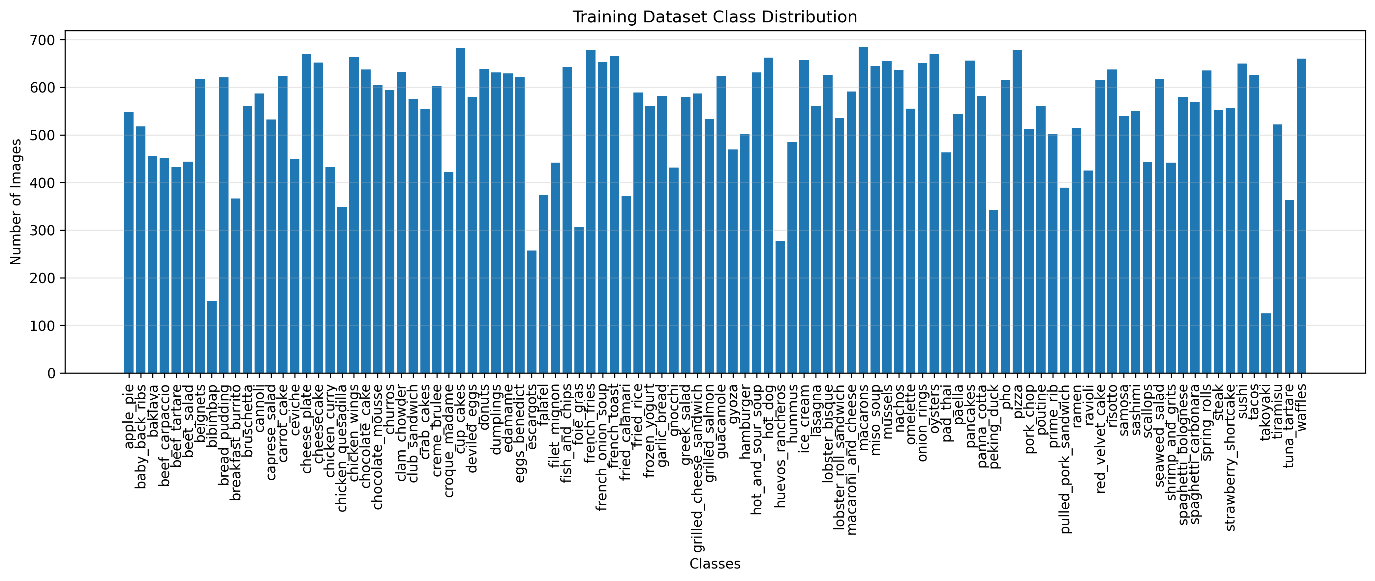 Training Dataset Class Distribution
Number of Images
700
600
500
400
300
200
100
0
apple_pie
baby_back_ribs
baklava
beef_carpaccio
beef_tartare
beet_salad
beignets
bibimbap
bread_pudding
breakfast_burrito
bruschetta
cannoli
caprese_salad
carrot_cake
ceviche
cheese_plate
cheesecake
chicken_curry
chicken_quesadilla
chicken_wings
chocolate_cake
chocolate_mousse
churros
clam_chowder
club_sandwich
crab_cakes
creme_brulee
croque_madame
cup_cakes
deviled_eggs
donuts
dumplings
edamame
eggs_benedict
escargots
falafel
filet_mignon
fish_and_chips
foie_gras
french_fries
french_onion_soup
french_toast
fried_calamari
fried_rice
frozen_yogurt
garlic_bread
gnocchi
greek_salad
grilled_cheese_sandwich
grilled_salmon
guacamole
gyoza
hamburger
hot_and_sour_soup
hot_dog
huevos_rancheros
hummus
ice_cream
lasagna
lobster_bisque
lobster_roll_sandwich
macaroni_and_cheese
macarons
miso_soup
mussels
nachos
omelette
onion_rings
oysters
pad_thai
paella
pancakes
panna_cotta
peking_duck
pho
pizza
pork_chop
poutine
prime_rib
pulled_pork_sandwich
ramen
ravioli
red_velvet_cake
risotto
samosa
sashimi
scallops
seaweed_salad
shrimp_and_grits
spaghetti_bolognese
spaghetti_carbonara
spring_rolls
steak
strawberry_shortcake
sushi
tacos
takoyaki
tiramisu
tuna_tartare
waffles
Classes